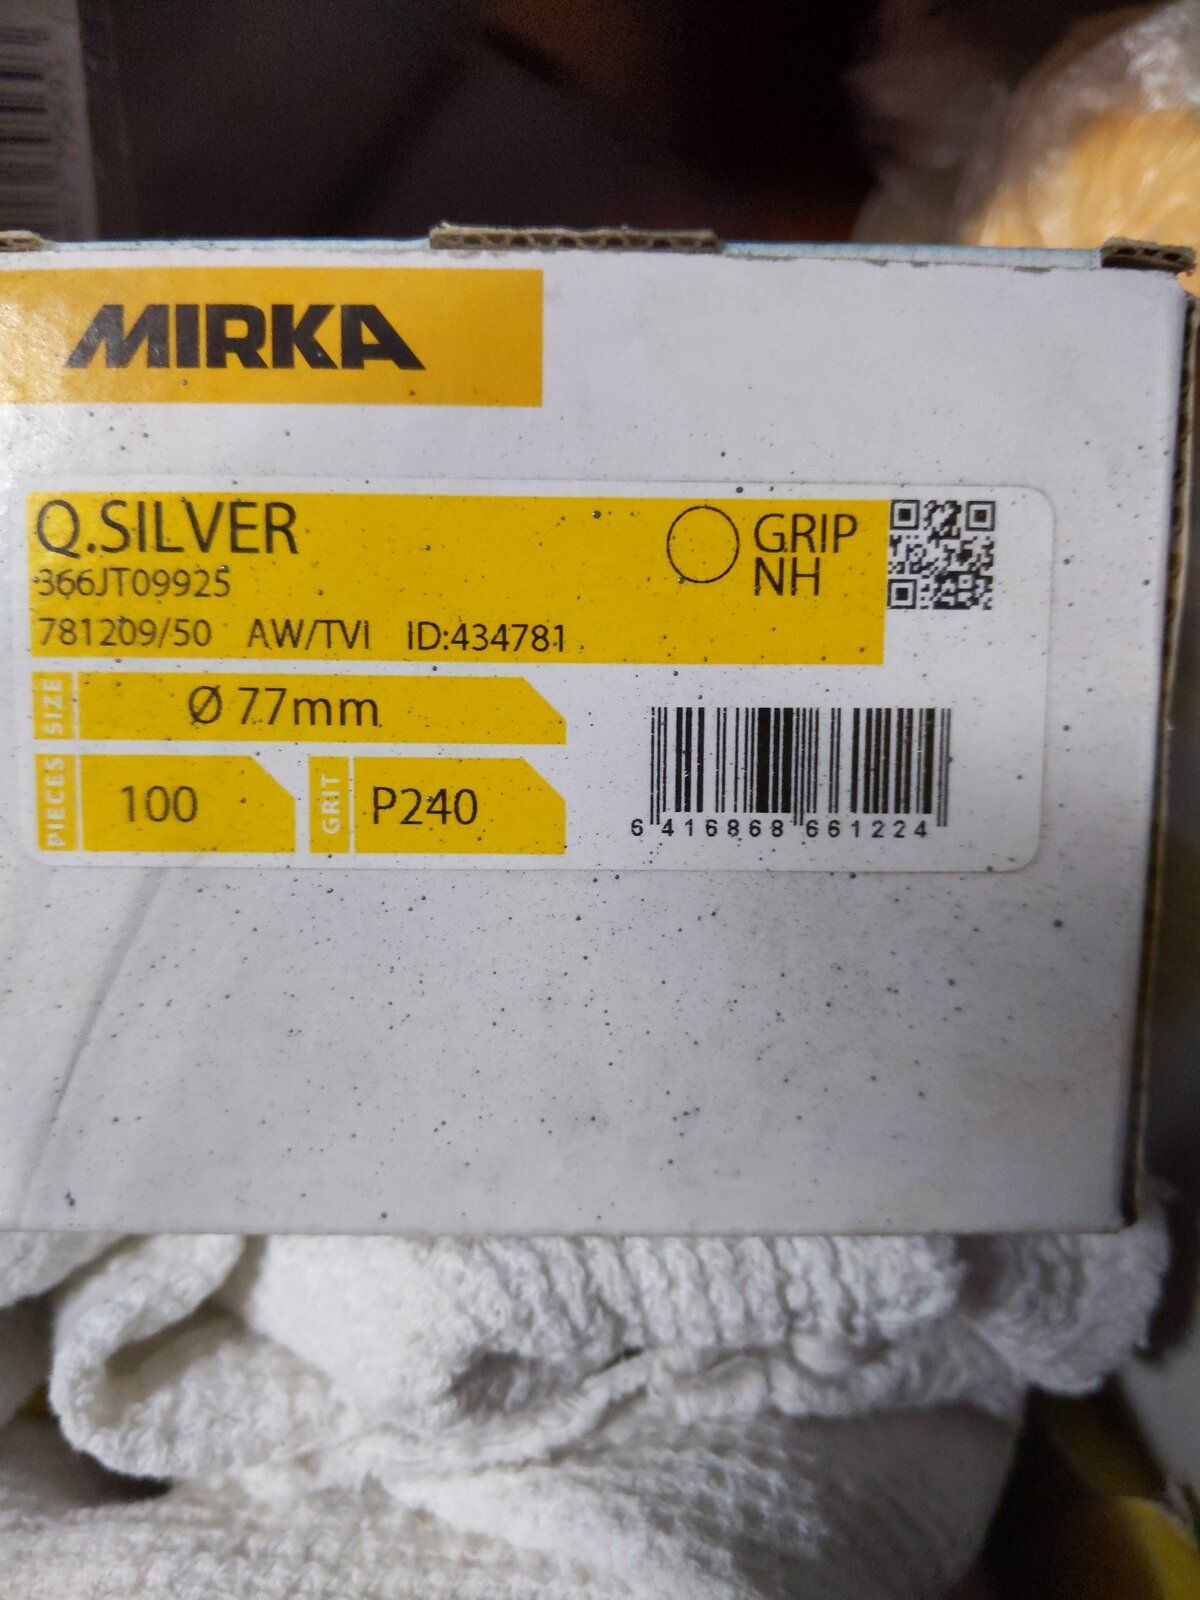 MIRKA
Q.SILVER
366JT09925
781209/50 AW/TVI ID:434781
GRIP
NH
SIZE
Ø 77mm
PIECES
100
GRIT
P240
6 416868 661224